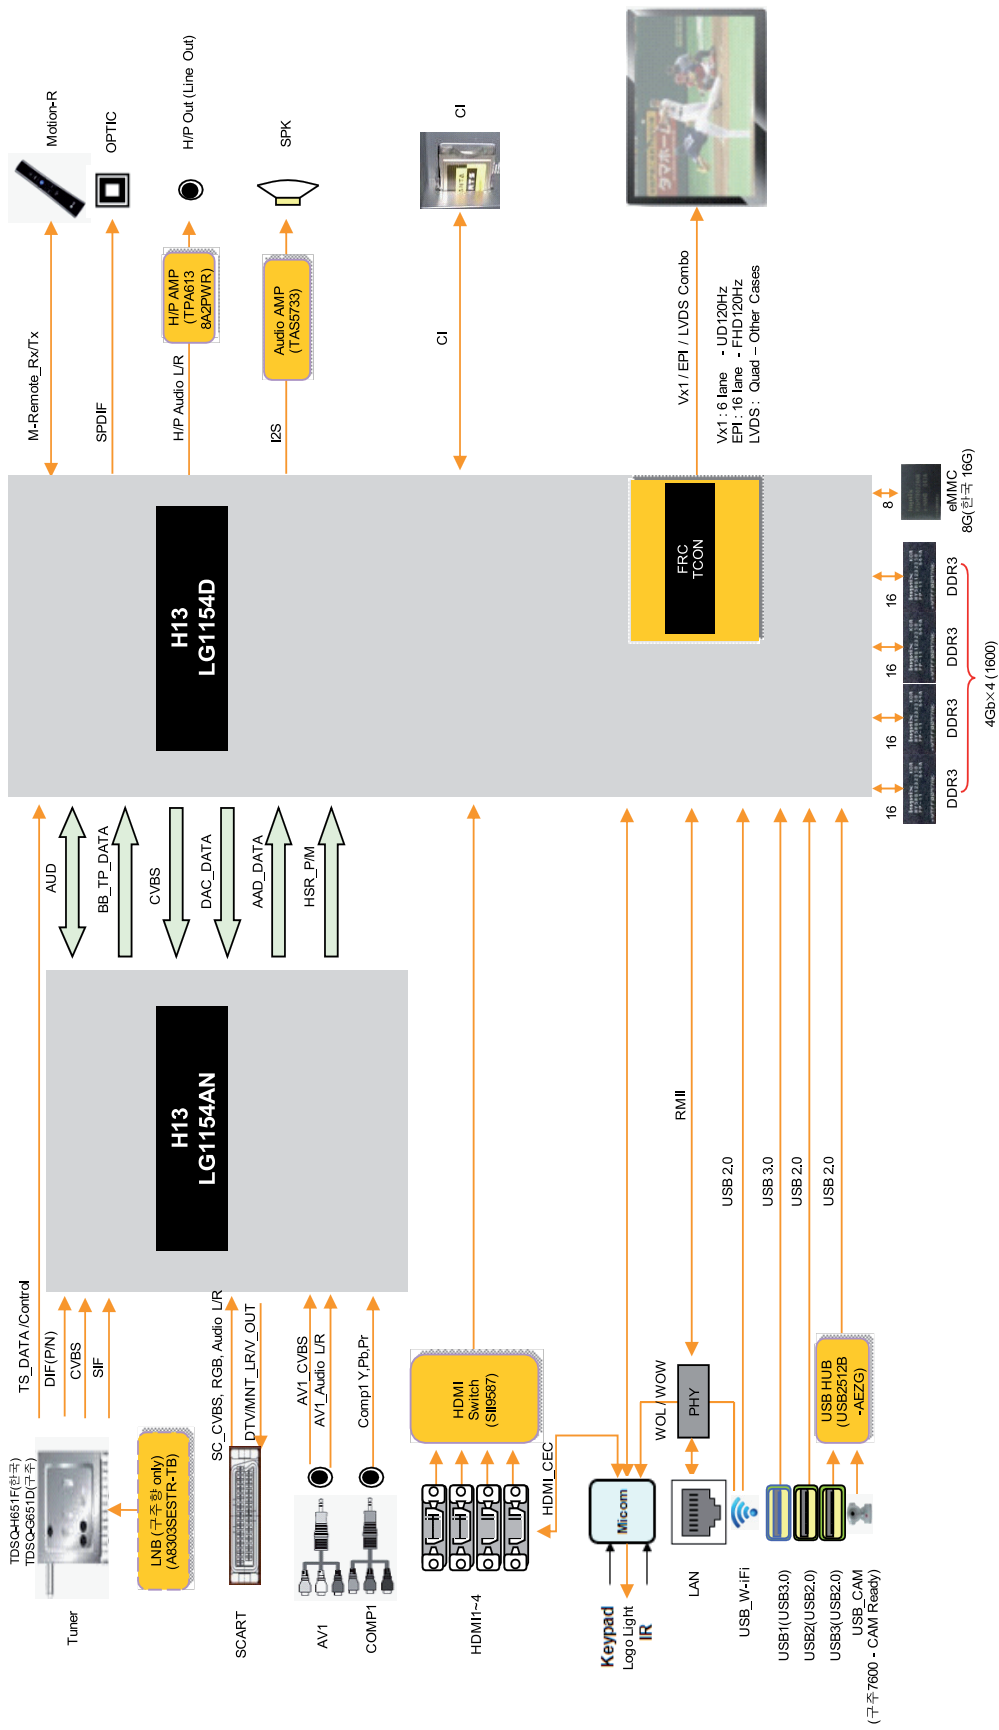 TDSQ-H651F(한국)
TDSQ-G651D(구주)
Tuner
LNB (구주향 only)
(A8303SESTR-TB)
SCART
AV1
COMP1
HDMI1~4
Keypad
Logo Light
IR
Micom
LAN
USB_W-iFi
USB1(USB3.0)
USB2(USB2.0)
USB3(USB2.0)
USB_CAM
(구주7600 - CAM Ready)
TS_DATA /Control
DIF(P/N)
CVBS
SIF
SC_CVBS, RGB, Audio L/R
DTV/MNT_LR/V_OUT
AV1_CVBS
AV1_Audio L/R
Comp1 Y,Pb,Pr
HDMI
Switch
(SII9587)
HDMI_CEC
WOL / WOW
PHY
USB HUB
(USB2512B
-AEZG)
H13
LG1154AN
RMII
USB 2.0
USB 3.0
USB 2.0
USB 2.0
AUD
BB_TP_DATA
CVBS
DAC_DATA
AAD_DATA
HSR_P/M
H13
LG1154D
FRC
TCON
16
16
16
16
8
DDR3
DDR3
DDR3
DDR3
4Gb×4 (1600)
eMMC
8G(한국 16G)
M-Remote_Rx/Tx
SPDIF
H/P Audio L/R
I2S
CI
Vx1 / EPI / LVDS Combo
Vx1 : 6 lane - UD120Hz
EPI : 16 lane - FHD120Hz
LVDS : Quad – Other Cases
H/P AMP
(TPA613
8A2PWR)
Audio AMP
(TAS5733)
Motion-R
OPTIC
H/P Out (Line Out)
SPK
CI
ダマホー